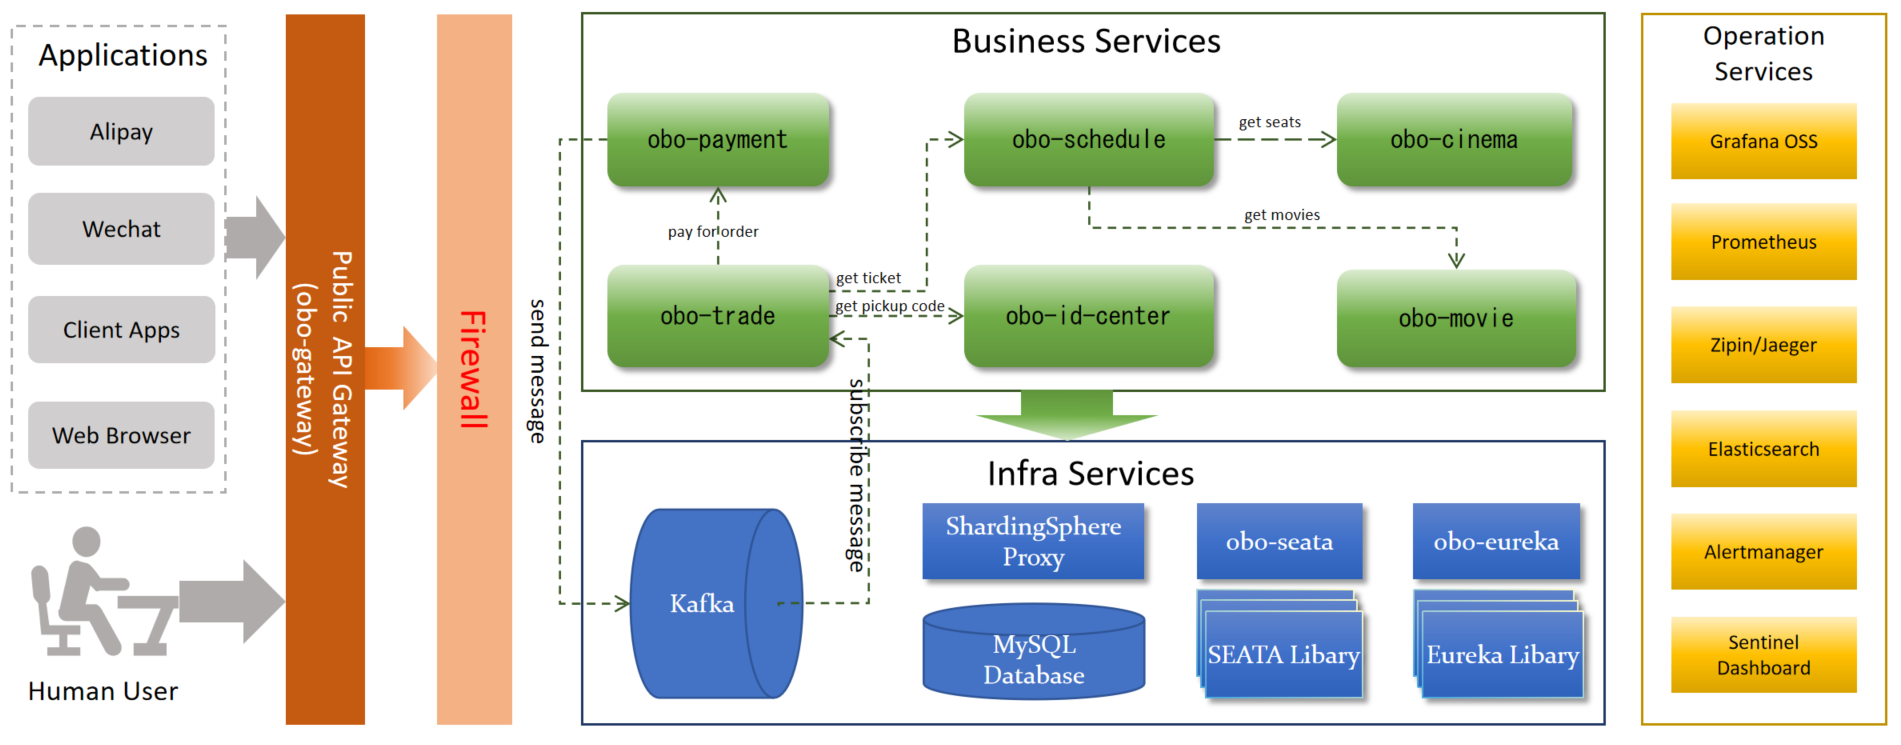 Applications
Alipay
Wechat
Client Apps
Web Browser
Human User
Public API Gateway
(obo-gateway)
Firewall
send message
Business Services
obo-payment
obo-schedule
get seats
obo-cinema
pay for order
get movies
get ticket
get pickup code
obo-trade
obo-id-center
obo-movie
subscribe message
Infra Services
Kafka
ShardingSphere
Proxy
MySQL
Database
obo-seata
SEATA Libary
obo-eureka
Eureka Libary
Operation
Services
Grafana OSS
Prometheus
Zipin/Jaeger
Elasticsearch
Alertmanager
Sentinel
Dashboard